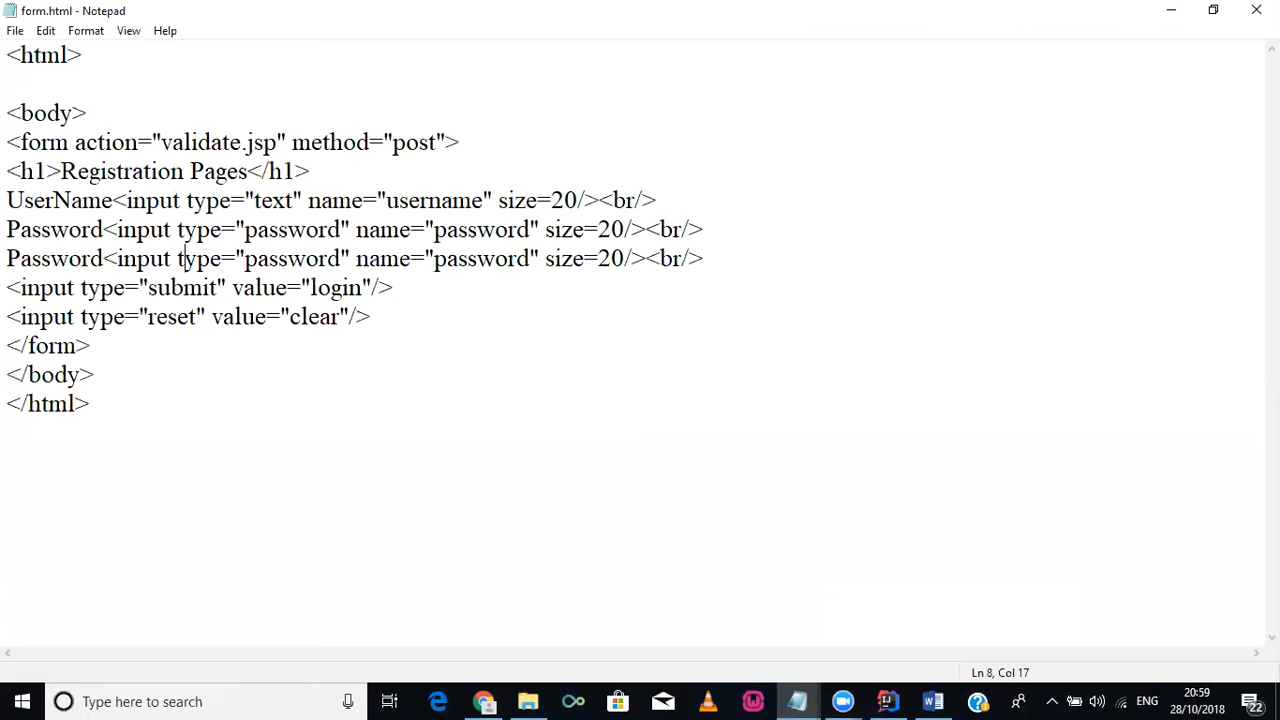 form.html - Notepad
File Edit Format View Help
<html>
<body>
<form action="validate.jsp" method="post">
<h1>Registration Pages</h1>
UserName<input type="text" name="username" size=20/><br/>
Password<input type="password" name="password" size=20/><br/>
Password<input type="password" name="password" size=20/><br/>
<input type="submit" value="login"/>
<input type="reset" value="clear"/>
</form>
</body>
</html>
Ln 8, Col 17
Type here to search
ENG
20:59
28/10/2018
22